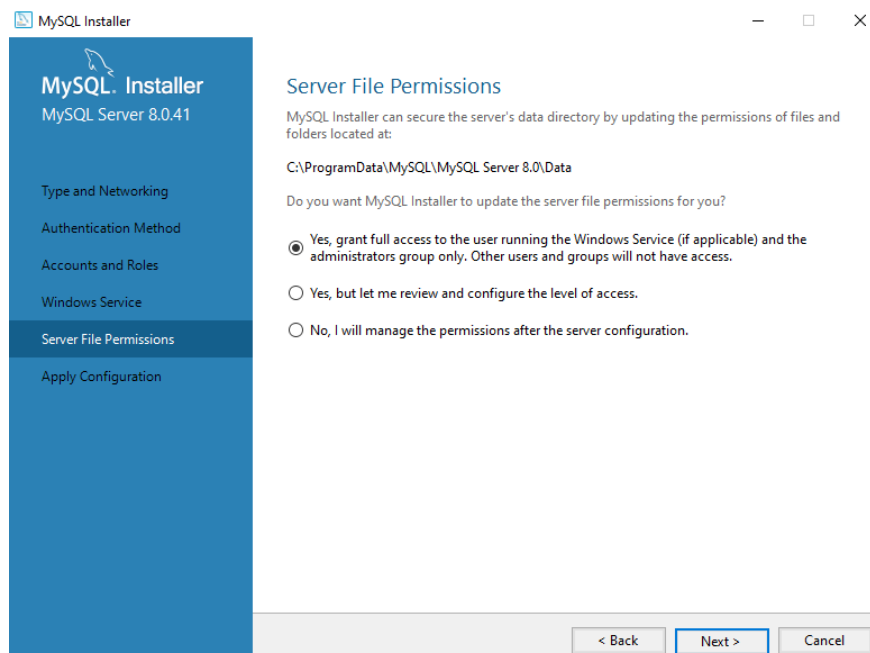 MySQL Installer
MySQL. Installer
MySQL Server 8.0.41
Type and Networking
Authentication Method
Accounts and Roles
Windows Service
Server File Permissions
Apply Configuration
Server File Permissions
MySQL Installer can secure the server's data directory by updating the permissions of files and
folders located at:
C:\ProgramData\MySQL\MySQL Server 8.0\Data
Do you want MySQL Installer to update the server file permissions for you?
Yes, grant full access to the user running the Windows Service (if applicable) and the
administrators group only. Other users and groups will not have access.
Yes, but let me review and configure the level of access.
No, I will manage the permissions after the server configuration.
< Back
Next >
Cancel